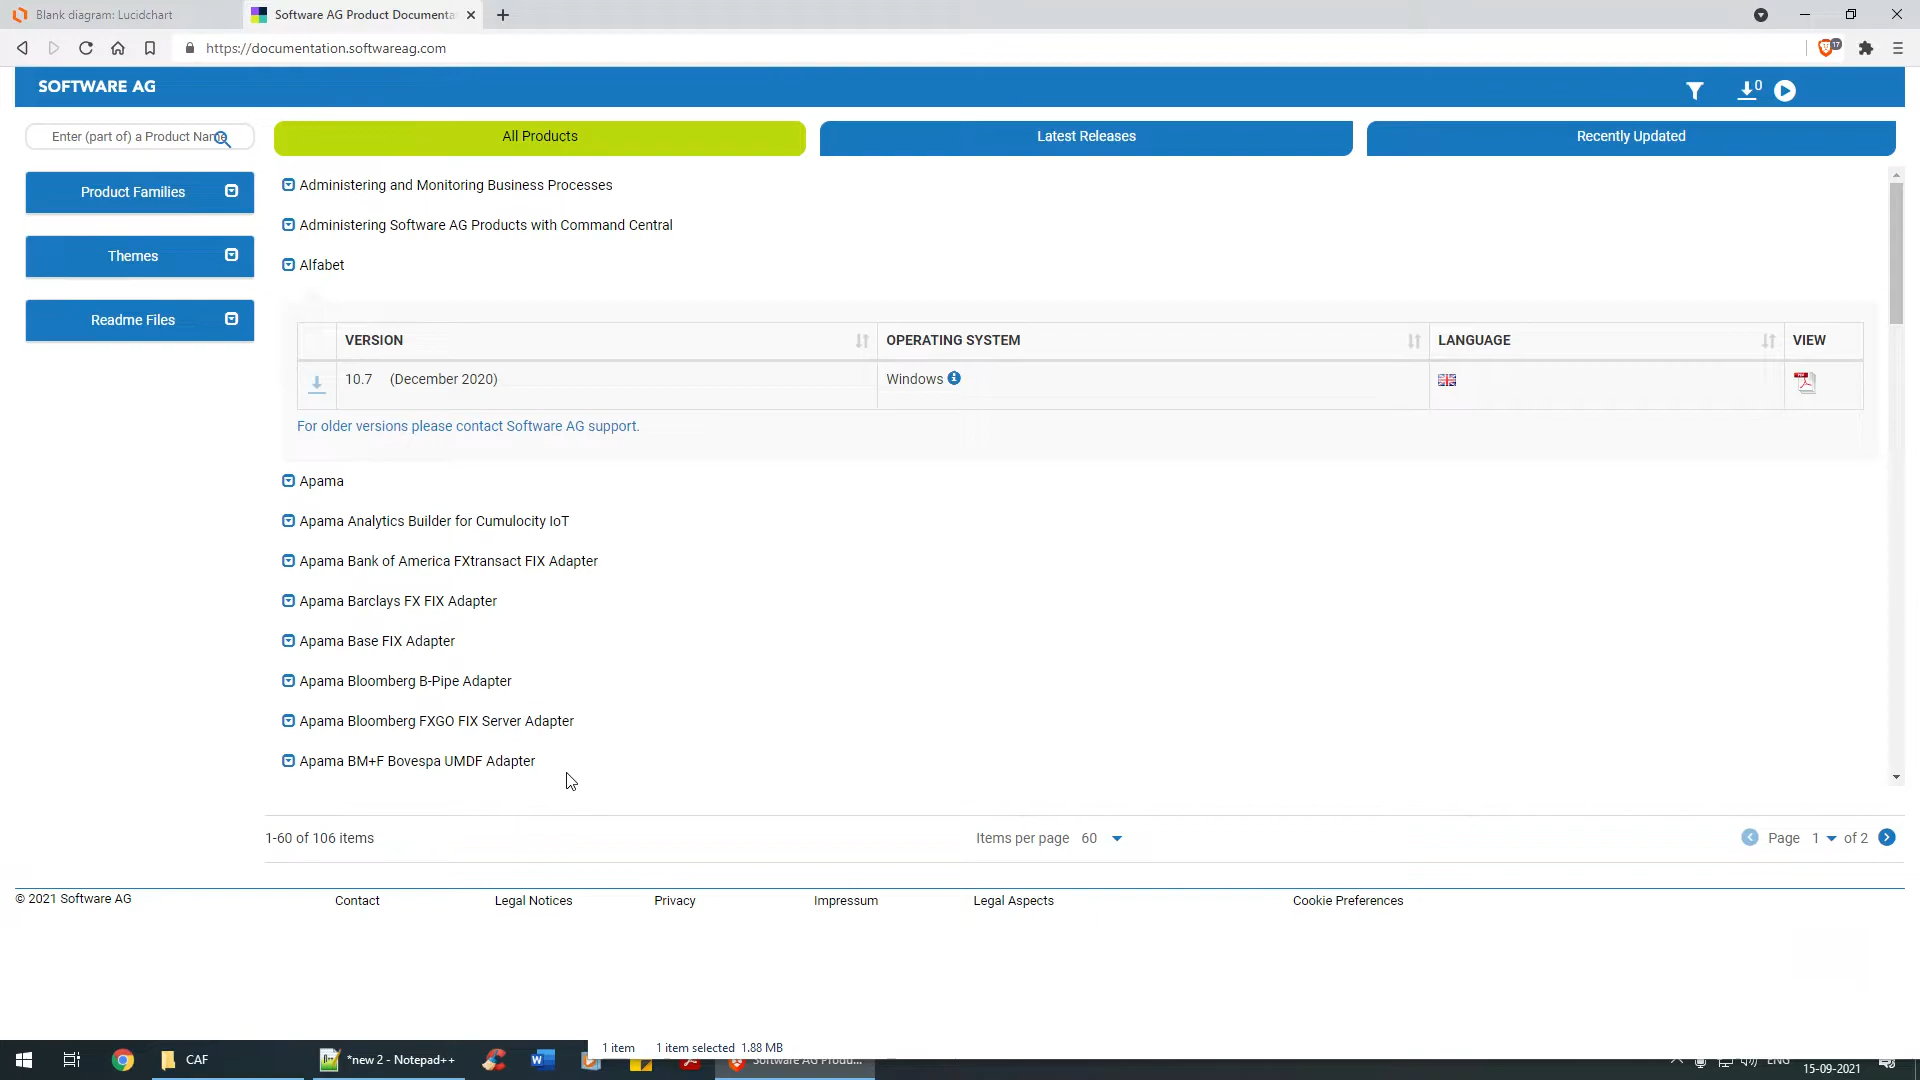 Blank diagram: Lucidchart
Software AG Product Documenta
https://documentation.softwareag.com
17
SOFTWARE AG
0
Enter (part of) a Product Name
All Products
Latest Releases
Recently Updated
Product Families
Themes
Readme Files
Administering and Monitoring Business Processes
Administering Software AG Products with Command Central
Alfabet
VERSION
OPERATING SYSTEM
LANGUAGE
VIEW
10.7 (December 2020)
Windows
For older versions please contact Software AG support.
Apama
Apama Analytics Builder for Cumulocity IoT
Apama Bank of America FXtransact FIX Adapter
Apama Barclays FX FIX Adapter
Apama Base FIX Adapter
Apama Bloomberg B-Pipe Adapter
Apama Bloomberg FXGO FIX Server Adapter
Apama BM+F Bovespa UMDF Adapter
1-60 of 106 items
Items per page 60
Page 1 of 2
© 2021 Software AG
Contact
Legal Notices
Privacy
Impressum
Legal Aspects
Cookie Preferences
1 item 1 item selected 1.88 MB
CAF
*new 2 - Notepad++
Software AG Produ...
ENG
15-09-2021